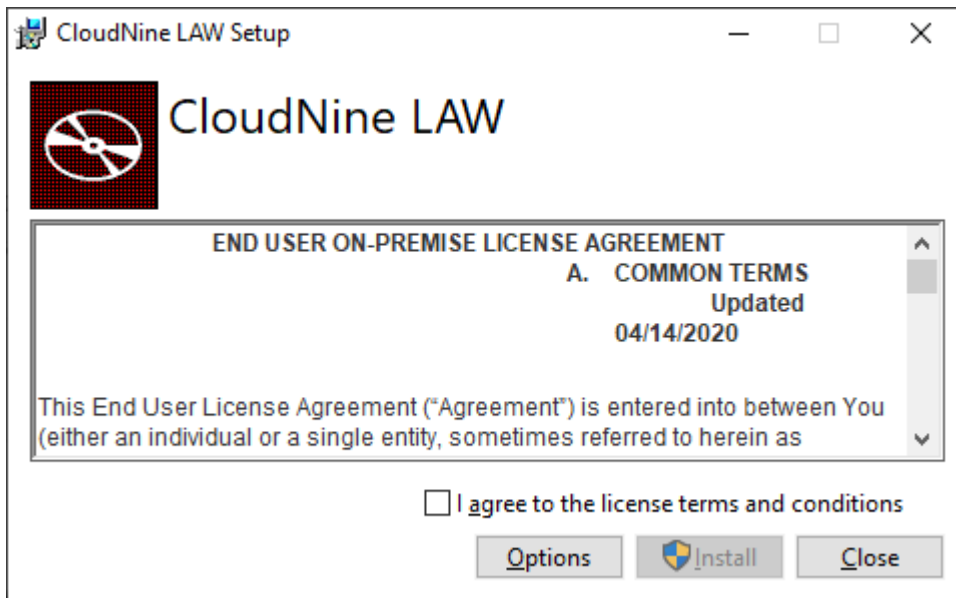 CloudNine LAW Setup
CloudNine LAW
END USER ON-PREMISE LICENSE AGREEMENT
A. COMMON TERMS
Updated
04/14/2020
This End User License Agreement (“Agreement”) is entered into between You
(either an individual or a single entity, sometimes referred to herein as
I agree to the license terms and conditions
Options Install Close